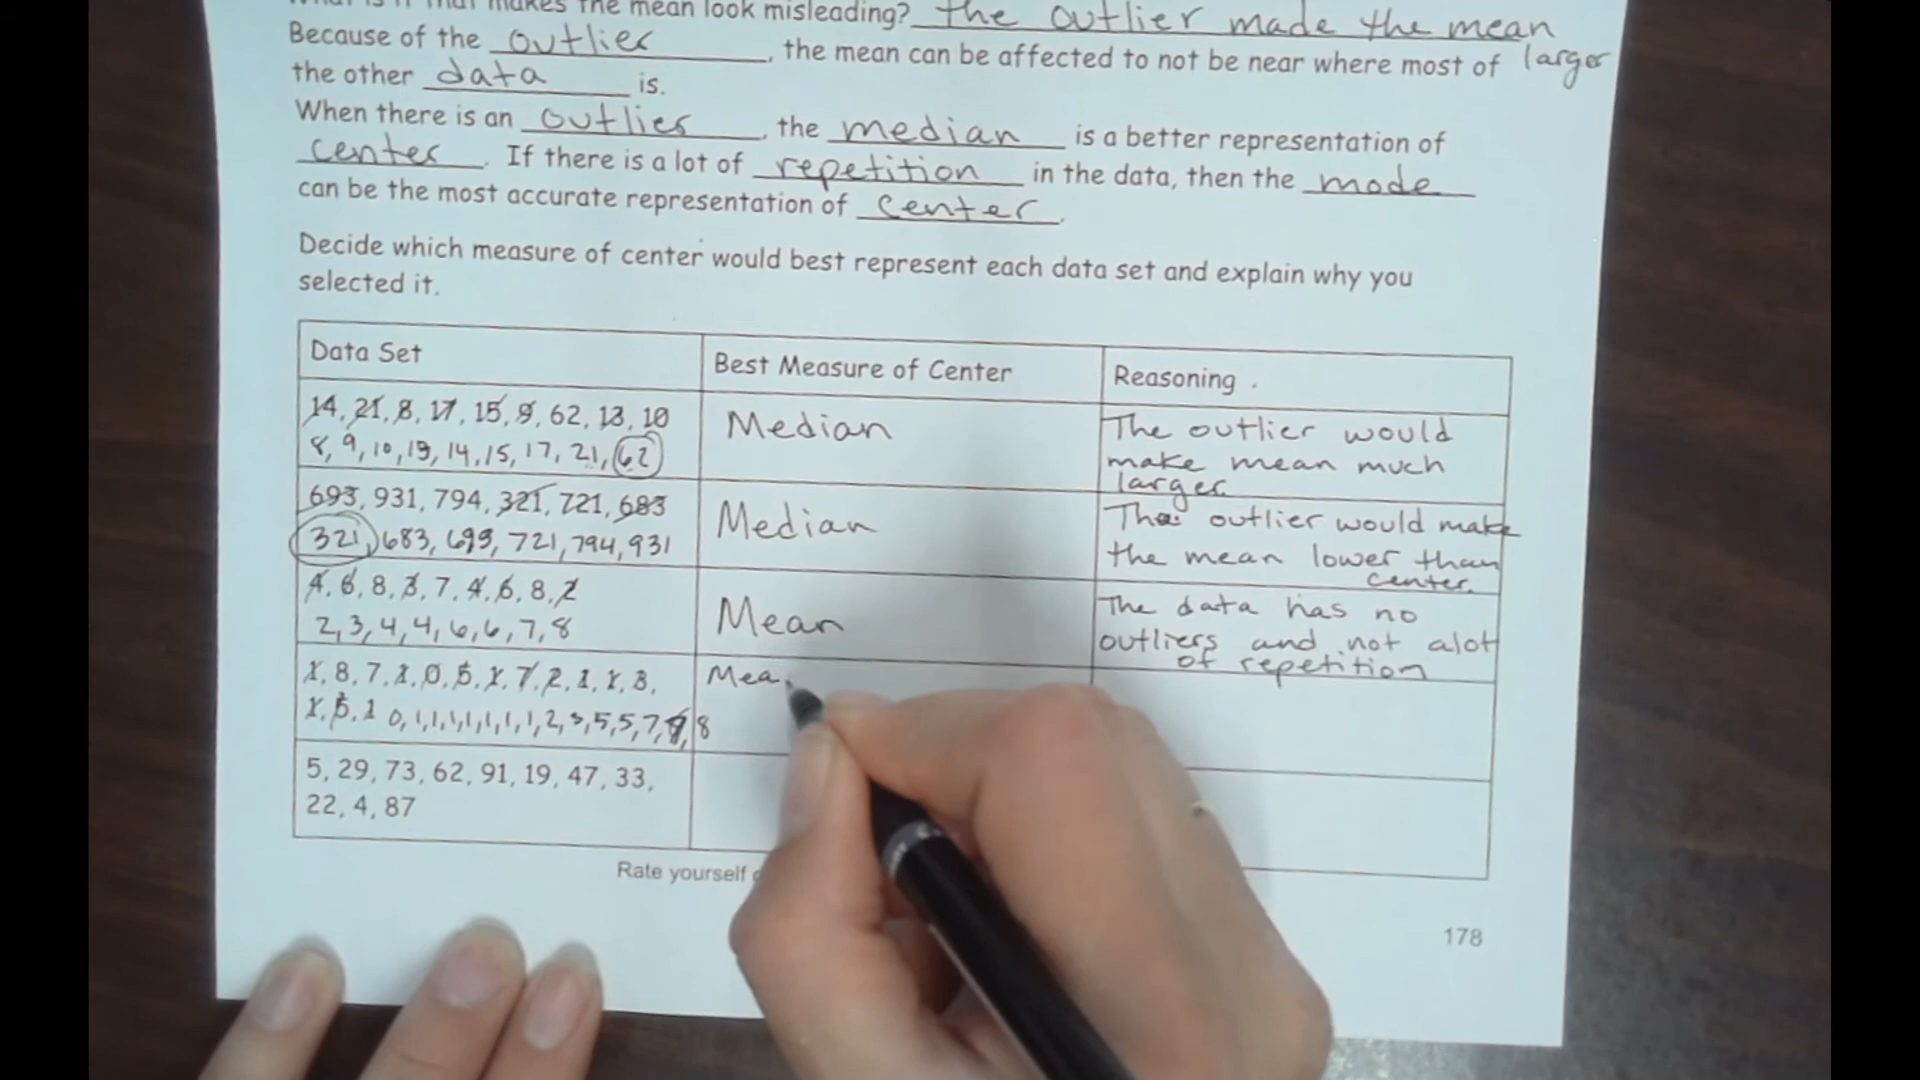 What is it that makes the mean look misleading? the outlier made the mean larger
Because of the outlier, the mean can be affected to not be near where most of
the other data is.
When there is an outlier, the median is a better representation of
center. If there is a lot of repetition in the data, then the mode
can be the most accurate representation of center.
Decide which measure of center would best represent each data set and explain why you
selected it.
Data Set
Best Measure of Center
Reasoning
14, 21, 8, 17, 15, 9, 62, 13, 10
8, 9, 10, 13, 14, 15, 17, 21, 62
Median
The outlier would
make mean much
larger.
693, 931, 794, 321, 721, 683
321, 683, 693, 721, 794, 931
Median
The outlier would make
the mean lower than
center.
4, 6, 8, 3, 7, 4, 6, 8, 2
2, 3, 4, 4, 6, 6, 7, 8
Mean
The data has no
outliers and not alot
of repetition
1, 8, 7, 1, 0, 5, 1, 7, 2, 1, 1, 3,
1, 5, 1 0, 1, 1, 1, 1, 1, 1, 1, 2, 3, 5, 5, 7, 8
Mea
5, 29, 73, 62, 91, 19, 47, 33,
22, 4, 87
Rate yourself
178